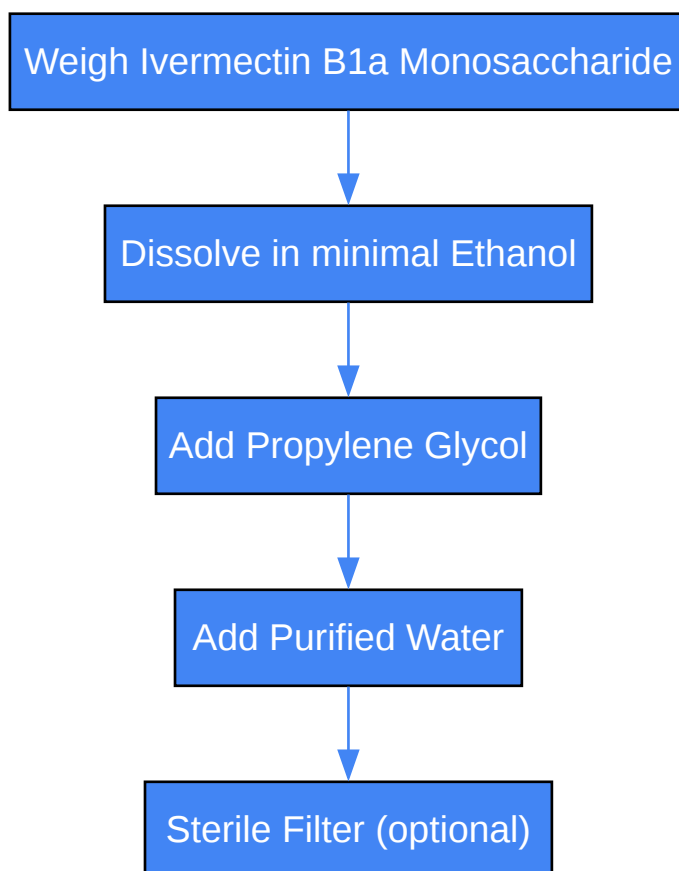 Weigh Ivermectin B1a Monosaccharide
Dissolve in minimal Ethanol
Add Propylene Glycol
Add Purified Water
Sterile Filter (optional)